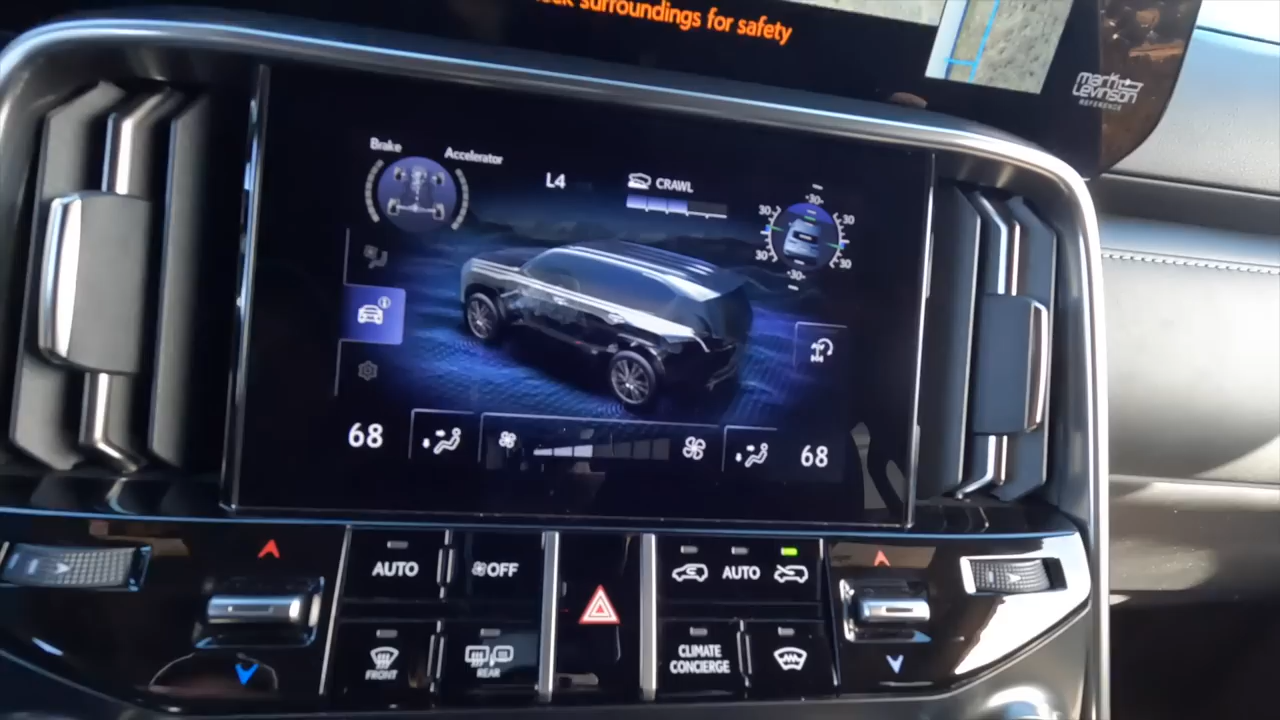 surroundings for safety
mark
levinson
REFERENCE
Brake
Accelerator
L4
CRAWL
-30-
30
30
30
30
-30-
68
68
AUTO
OFF
AUTO
FRONT
REAR
CLIMATE
CONCIERGE